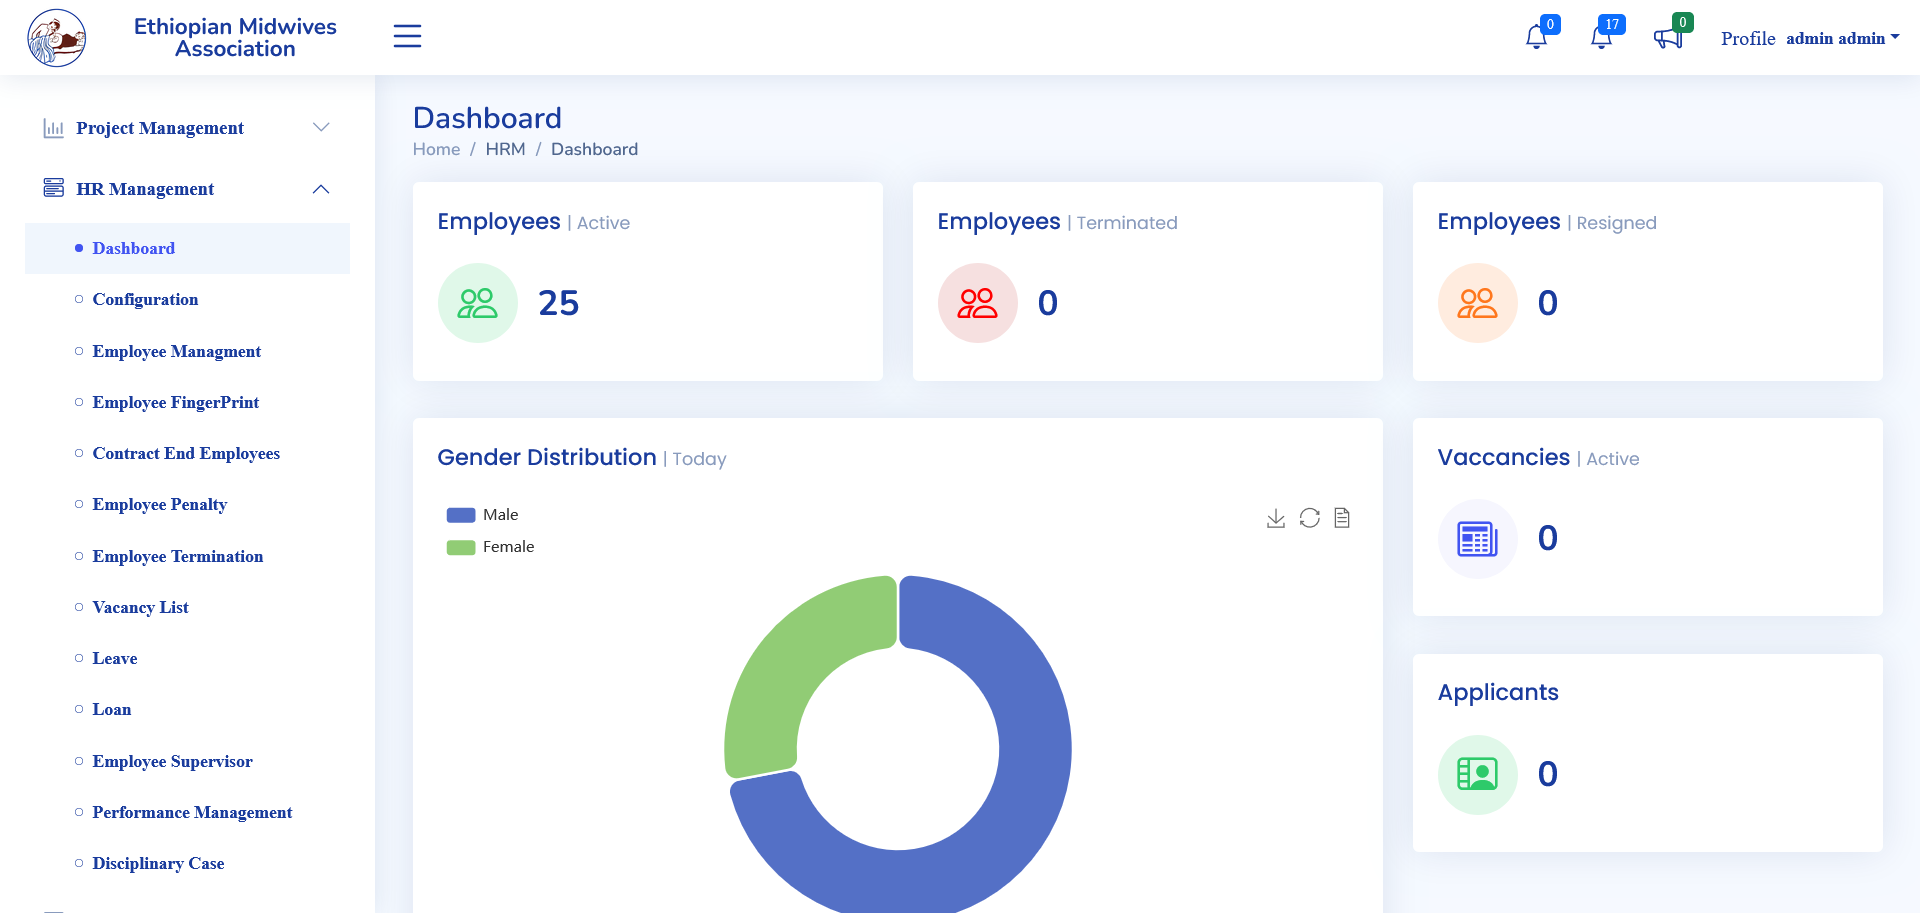 Ethiopian Midwives
Association
0
17
0
Profile admin admin
Project Management
HR Management
Dashboard
Configuration
Employee Managment
Employee FingerPrint
Contract End Employees
Employee Penalty
Employee Termination
Vacancy List
Leave
Loan
Employee Supervisor
Performance Management
Disciplinary Case
Dashboard
Home / HRM / Dashboard
Employees | Active
25
Employees | Terminated
0
Employees | Resigned
0
Gender Distribution | Today
Male
Female
Vaccancies | Active
0
Applicants
0